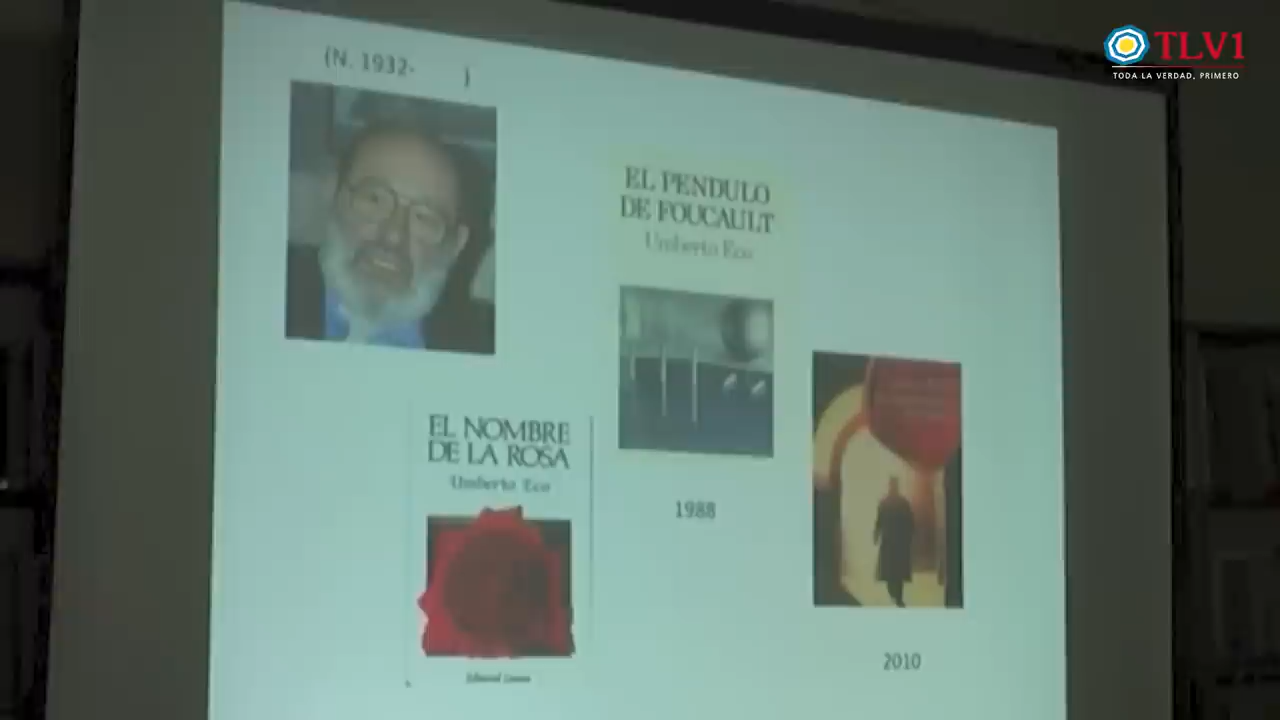 TLV1
TODA LA VERDAD, PRIMERO
(N. 1932- )
EL PENDULO
DE FOUCAULT
Umberto Eco
1988
EL NOMBRE
DE LA ROSA
Umberto Eco
2010